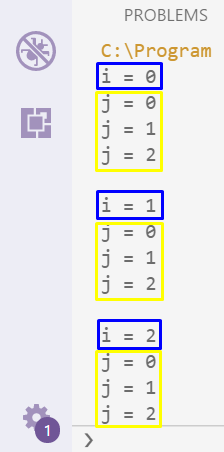 PROBLEMS
C:\Program
i = 0
j = 0
j = 1
j = 2
i = 1
j = 0
j = 1
j = 2
i = 2
j = 0
j = 1
j = 2
1
❯